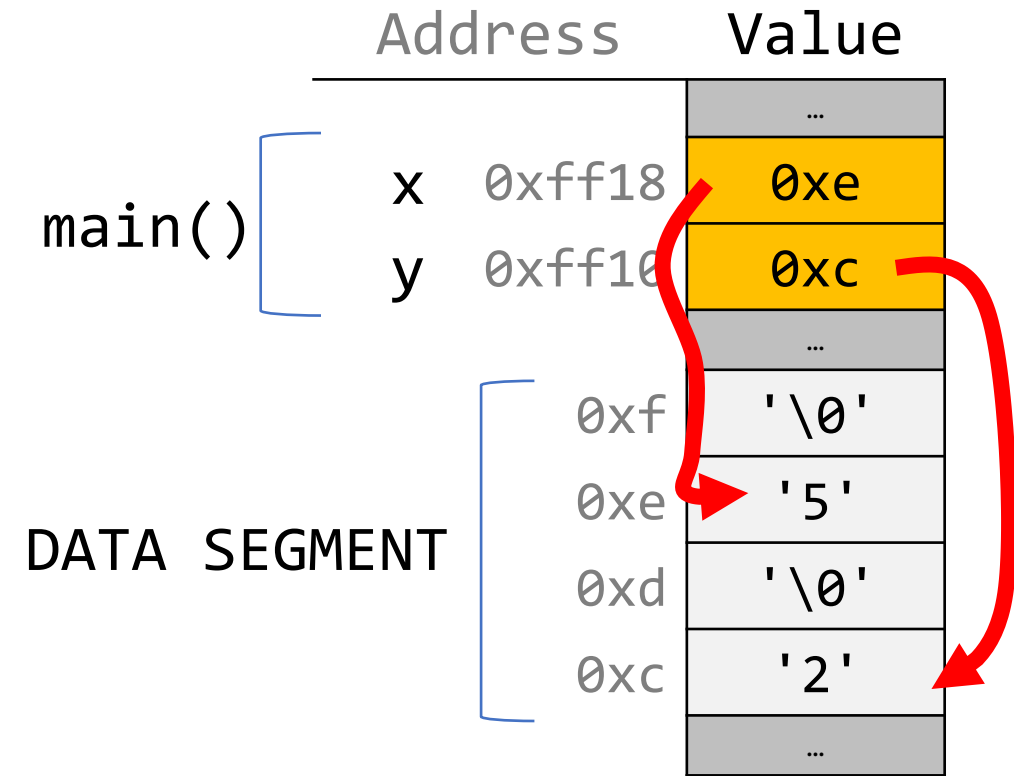 Address Value
…
x 0xff18 0xe
main()
y 0xff10 0xc
…
0xf '\0'
0xe '5'
DATA SEGMENT
0xd '\0'
0xc '2'
…